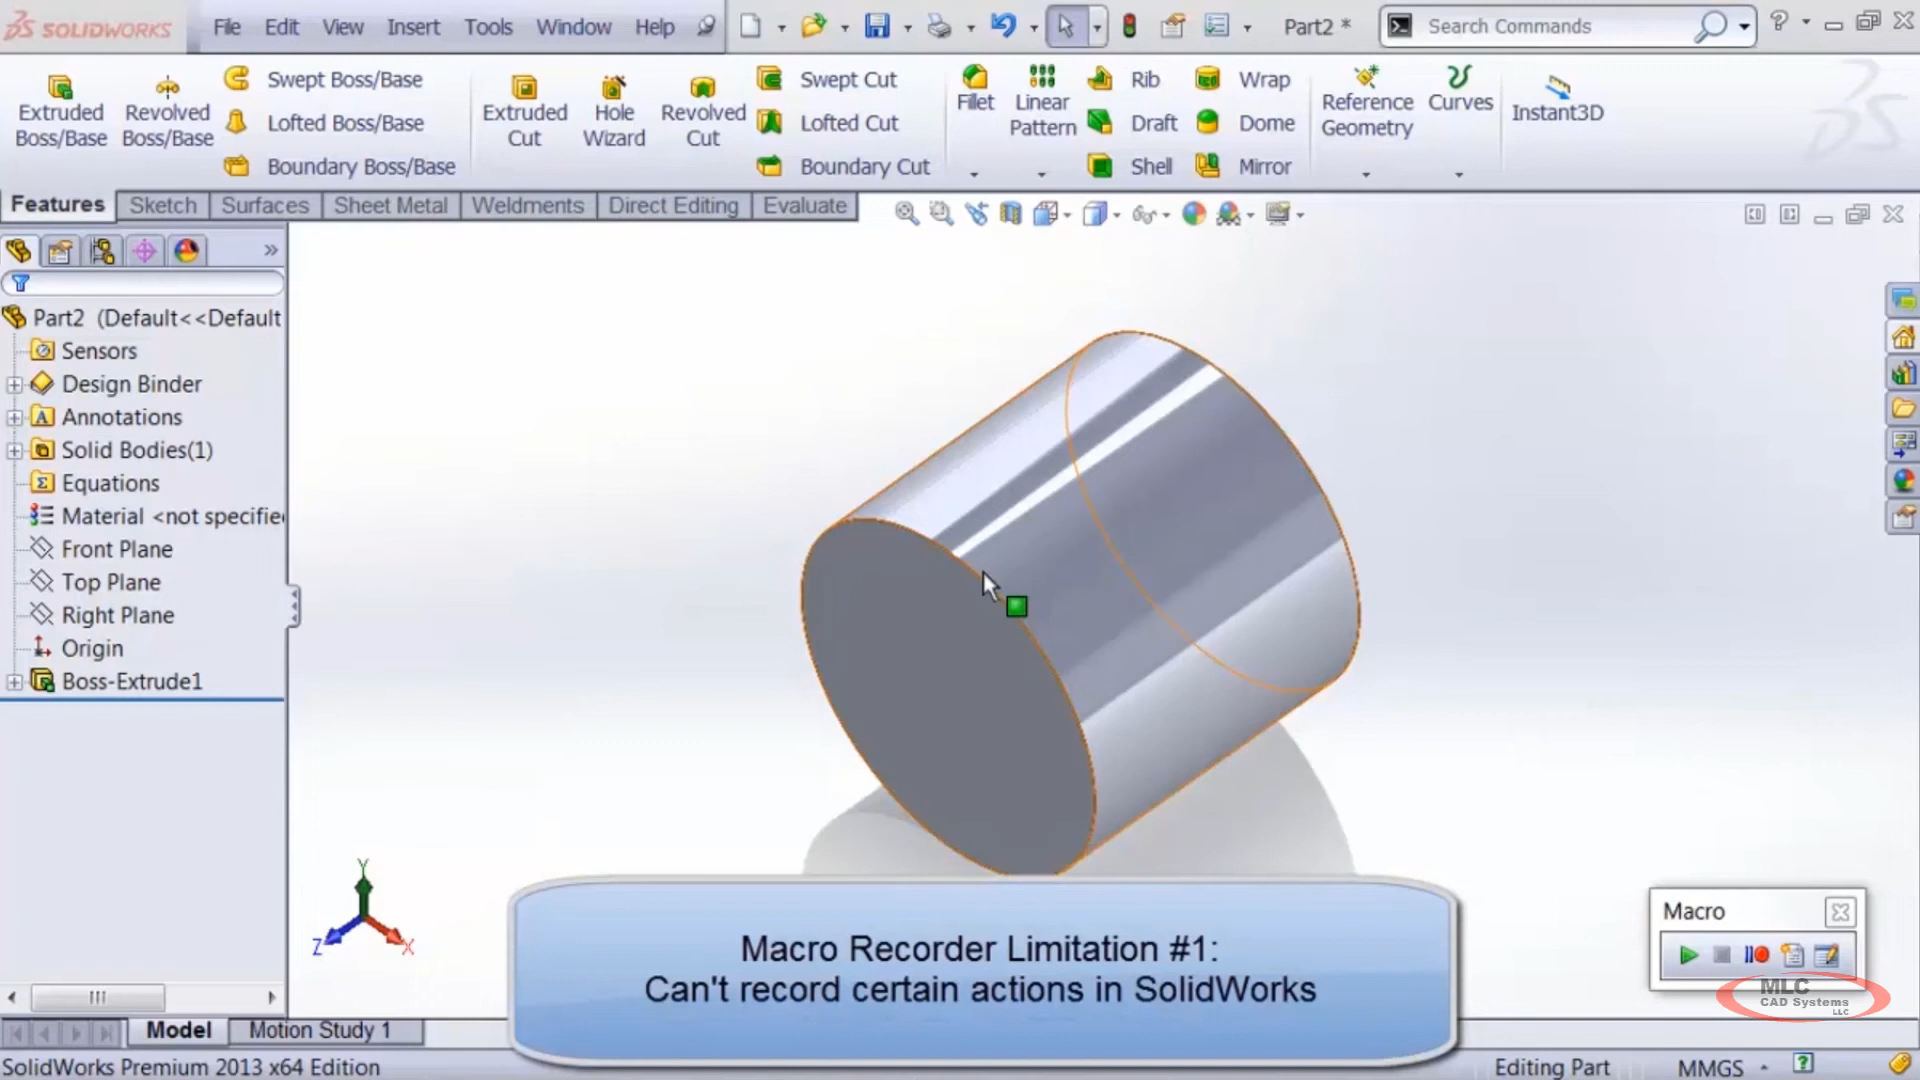 SOLIDWORKS File Edit View Insert Tools Window Help Part2 * Search Commands
Extruded Boss/Base
Revolved Boss/Base
Swept Boss/Base
Lofted Boss/Base
Boundary Boss/Base
Extruded Cut
Hole Wizard
Revolved Cut
Swept Cut
Lofted Cut
Boundary Cut
Fillet
Linear Pattern
Rib
Draft
Shell
Wrap
Dome
Mirror
Reference Geometry
Curves
Instant3D
Features Sketch Surfaces Sheet Metal Weldments Direct Editing Evaluate
Part2 (Default<<Default
Sensors
Design Binder
Annotations
Solid Bodies(1)
Equations
Material <not specifie
Front Plane
Top Plane
Right Plane
Origin
Boss-Extrude1
Y
Z
X
Macro Recorder Limitation #1:
Can't record certain actions in SolidWorks
Macro
MLC
CAD Systems
LLC
Model Motion Study 1
SolidWorks Premium 2013 x64 Edition
Editing Part MMGS